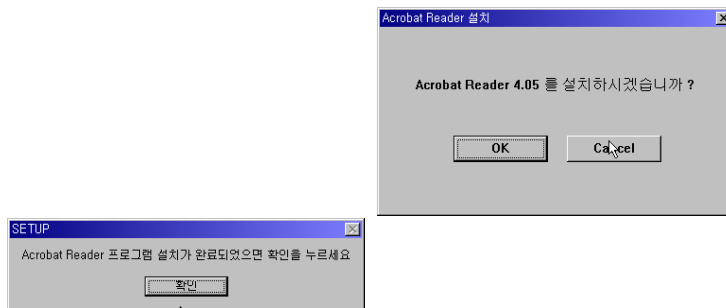 Acrobat Reader 설치
Acrobat Reader 4.05 를 설치하시겠습니까 ?
OK
Cancel
SETUP
Acrobat Reader 프로그램 설치가 완료되었으면 확인을 누르세요
확인